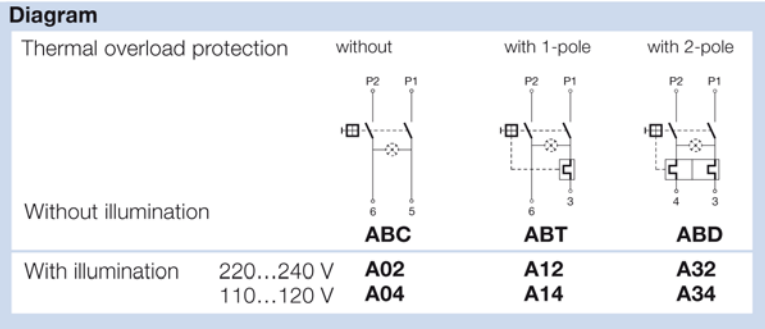 Diagram
Thermal overload protection without with 1-pole with 2-pole
P2 P1 P2 P1 P2 P1
6 5 6 3 4 3
Without illumination
ABC ABT ABD
With illumination 220...240 V A02 A12 A32
110...120 V A04 A14 A34